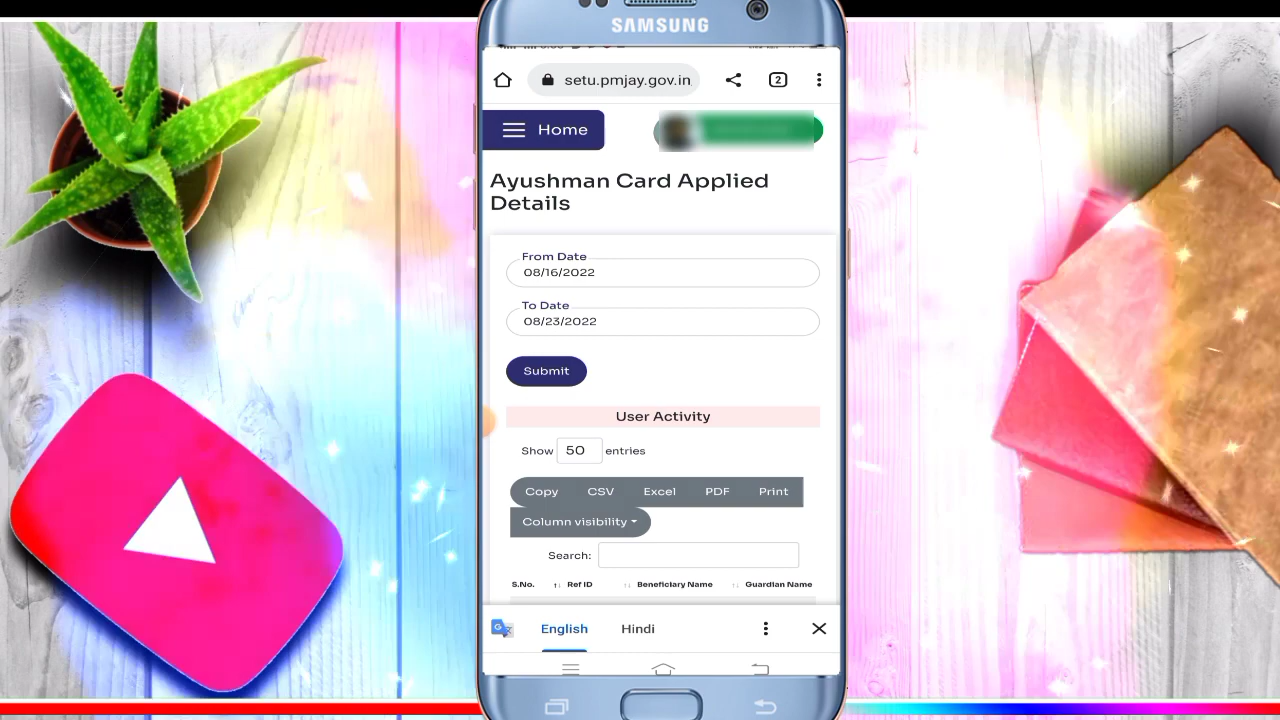 SAMSUNG
setu.pmjay.gov.in
2
Home
Ayushman Card Applied
Details
From Date
08/16/2022
To Date
08/23/2022
Submit
User Activity
Show 50 entries
Copy CSV Excel PDF Print
Column visibility
Search:
S.No. Ref ID Beneficiary Name Guardian Name
G English Hindi